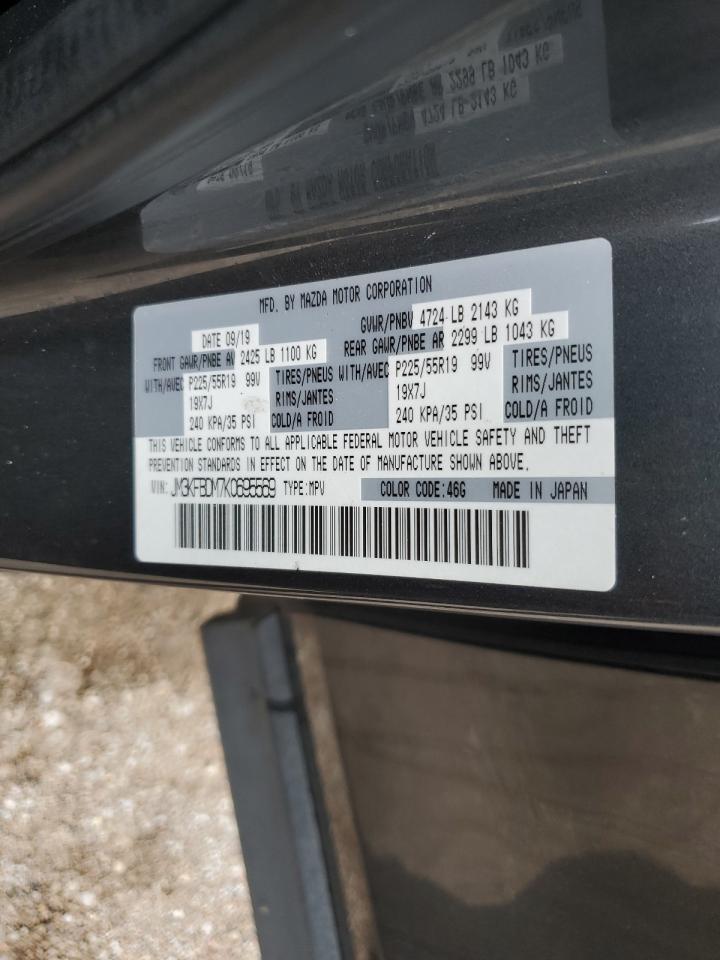 MFD. BY MAZDA MOTOR CORPORATION
DATE 09/19 GVWR/PNBV 4724 LB 2143 KG
FRONT GAWR/PNBE AV 2425 LB 1100 KG REAR GAWR/PNBE AR 2299 LB 1043 KG
WITH/AVEC P225/55R19 99V TIRES/PNEUS WITH/AVEC P225/55R19 99V TIRES/PNEUS
19X7J RIMS/JANTES 19X7J RIMS/JANTES
240 KPA/35 PSI COLD/A FROID 240 KPA/35 PSI COLD/A FROID
THIS VEHICLE CONFORMS TO ALL APPLICABLE FEDERAL MOTOR VEHICLE SAFETY AND THEFT
PREVENTION STANDARDS IN EFFECT ON THE DATE OF MANUFACTURE SHOWN ABOVE.
VIN: JM3KFBDM7K0695569 TYPE:MPV COLOR CODE:46G MADE IN JAPAN